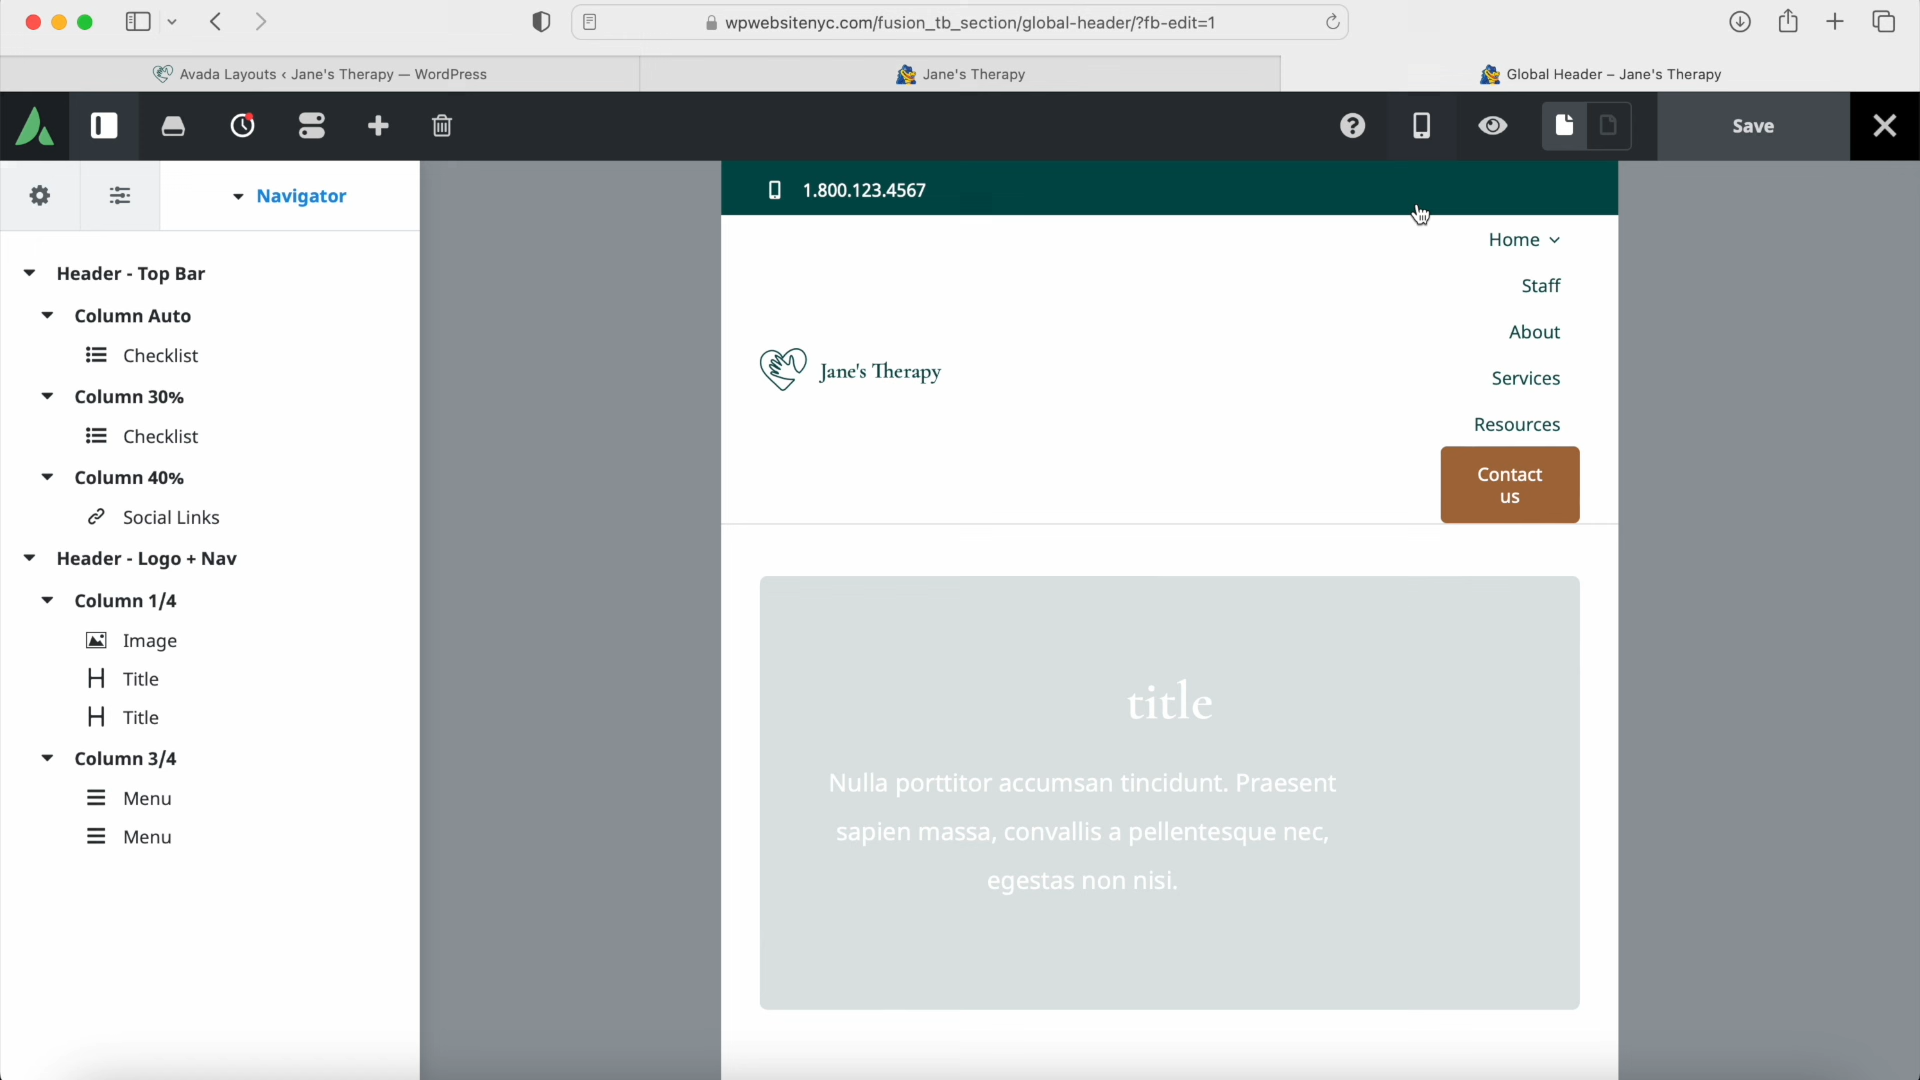 wpwebsitenyc.com/fusion_tb_section/global-header/?fb-edit=1
Avada Layouts ‹ Jane's Therapy — WordPress
Jane's Therapy
Global Header – Jane's Therapy
Save
Navigator
1.800.123.4567
Header - Top Bar
Column Auto
Checklist
Column 30%
Checklist
Column 40%
Social Links
Header - Logo + Nav
Column 1/4
Image
Title
Title
Column 3/4
Menu
Menu
Jane's Therapy
Home
Staff
About
Services
Resources
Contact
us
title
Nulla porttitor accumsan tincidunt. Praesent
sapien massa, convallis a pellentesque nec,
egestas non nisi.